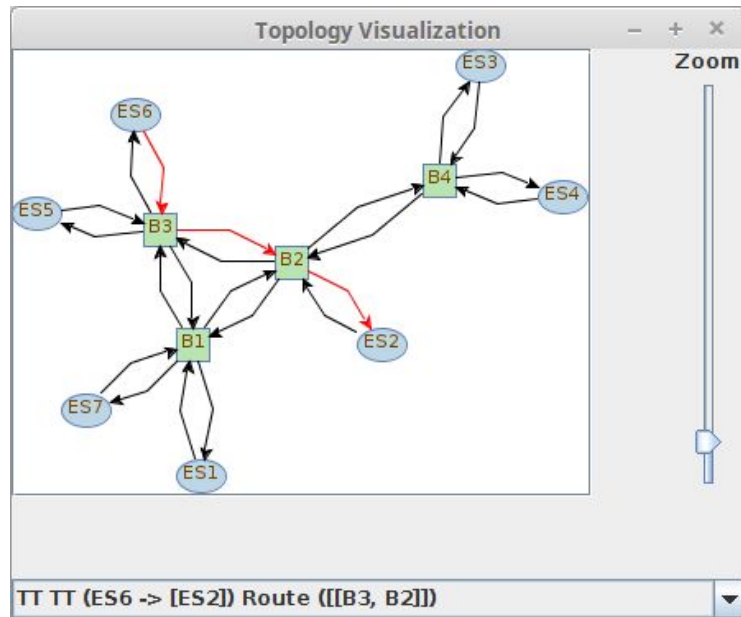 Topology Visualization
Zoom
ES3
ES6
B4
ES4
ES5
B3
B2
B1
ES2
ES7
ES1
TT TT (ES6 -> [ES2]) Route ([[B3, B2]])